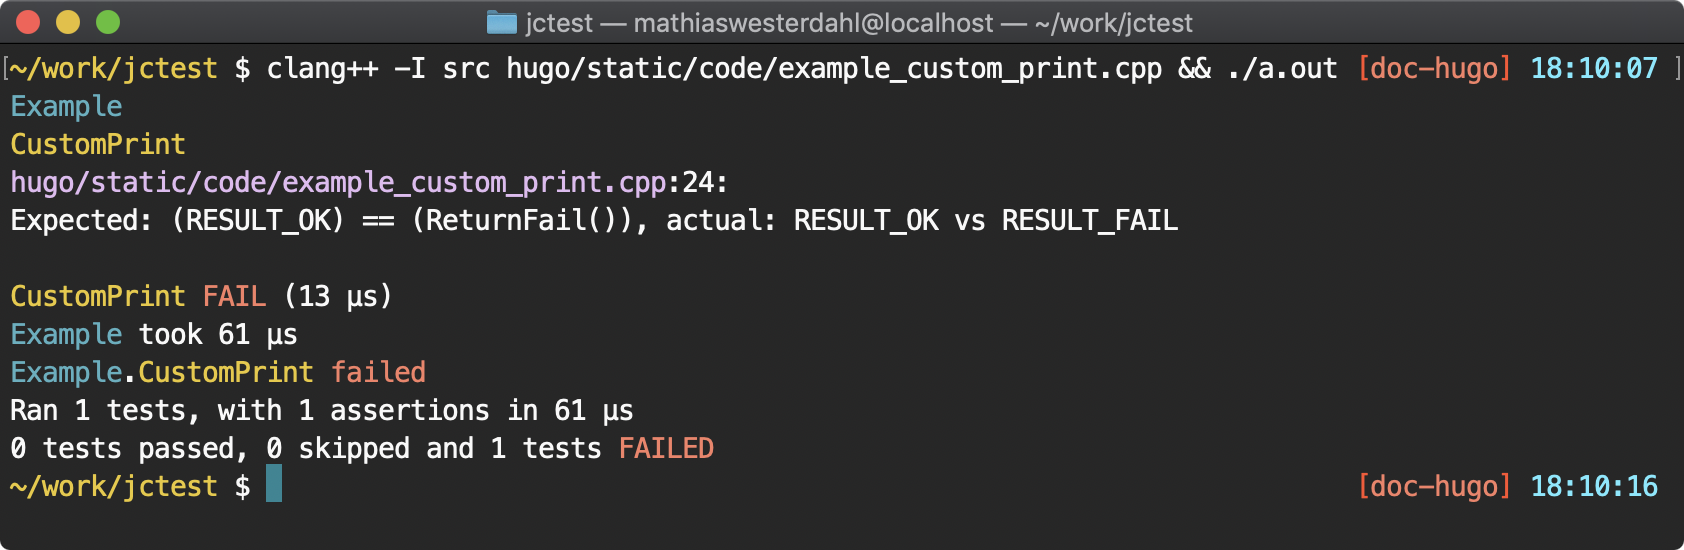 jctest — mathiaswesterdahl@localhost — ~/work/jctest
[~/work/jctest $ clang++ -I src hugo/static/code/example_custom_print.cpp && ./a.out [doc-hugo] 18:10:07 ]
Example
CustomPrint
hugo/static/code/example_custom_print.cpp:24:
Expected: (RESULT_OK) == (ReturnFail()), actual: RESULT_OK vs RESULT_FAIL
CustomPrint FAIL (13 µs)
Example took 61 µs
Example.CustomPrint failed
Ran 1 tests, with 1 assertions in 61 µs
0 tests passed, 0 skipped and 1 tests FAILED
~/work/jctest $ [doc-hugo] 18:10:16